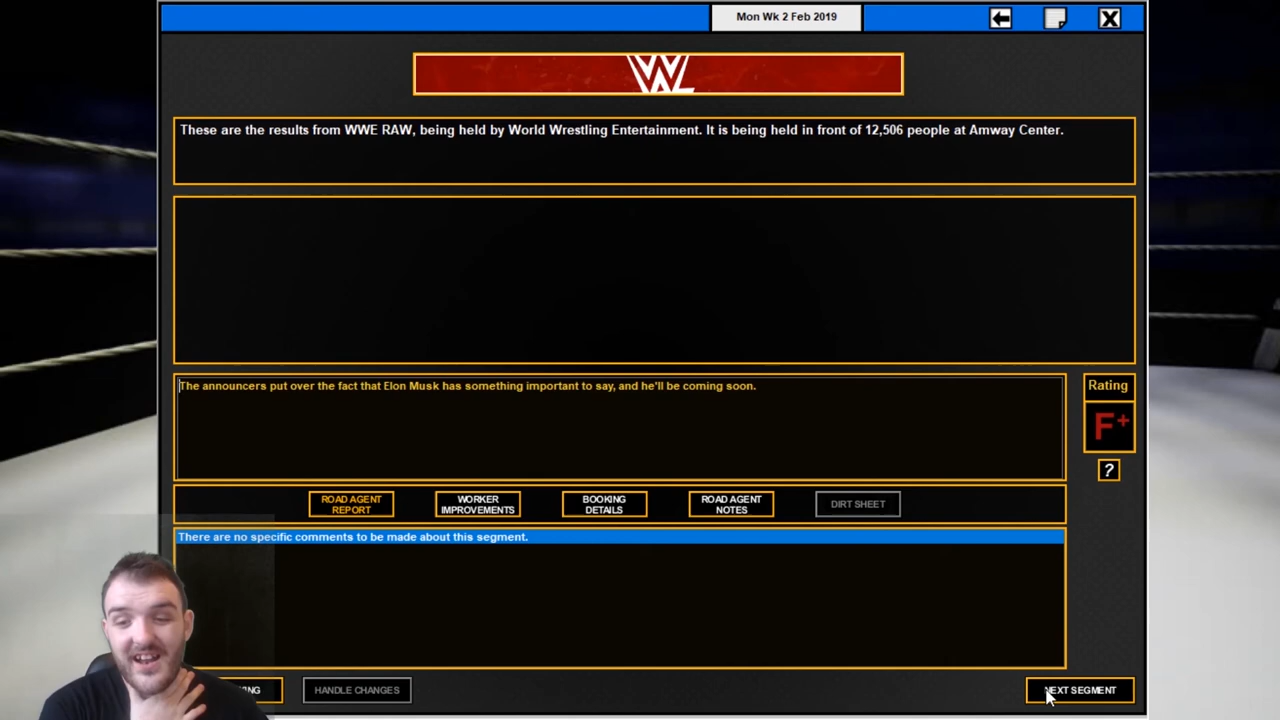 Mon Wk 2 Feb 2019
These are the results from WWE RAW, being held by World Wrestling Entertainment. It is being held in front of 12,506 people at Amway Center.
The announcers put over the fact that Elon Musk has something important to say, and he'll be coming soon.
Rating
F+
?
ROAD AGENT REPORT
WORKER IMPROVEMENTS
BOOKING DETAILS
ROAD AGENT NOTES
DIRT SHEET
There are no specific comments to be made about this segment.
HANDLE CHANGES
NEXT SEGMENT